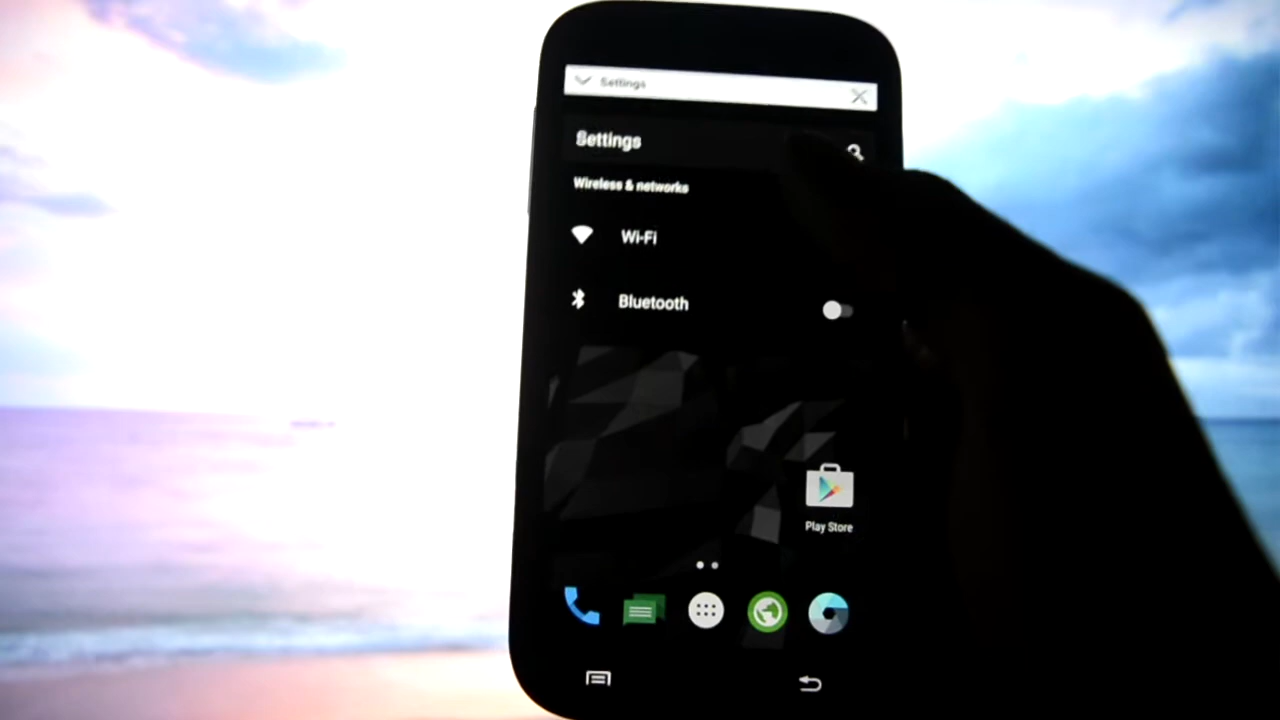 Settings
Settings
Wireless & networks
Wi-Fi
Bluetooth
Play Store